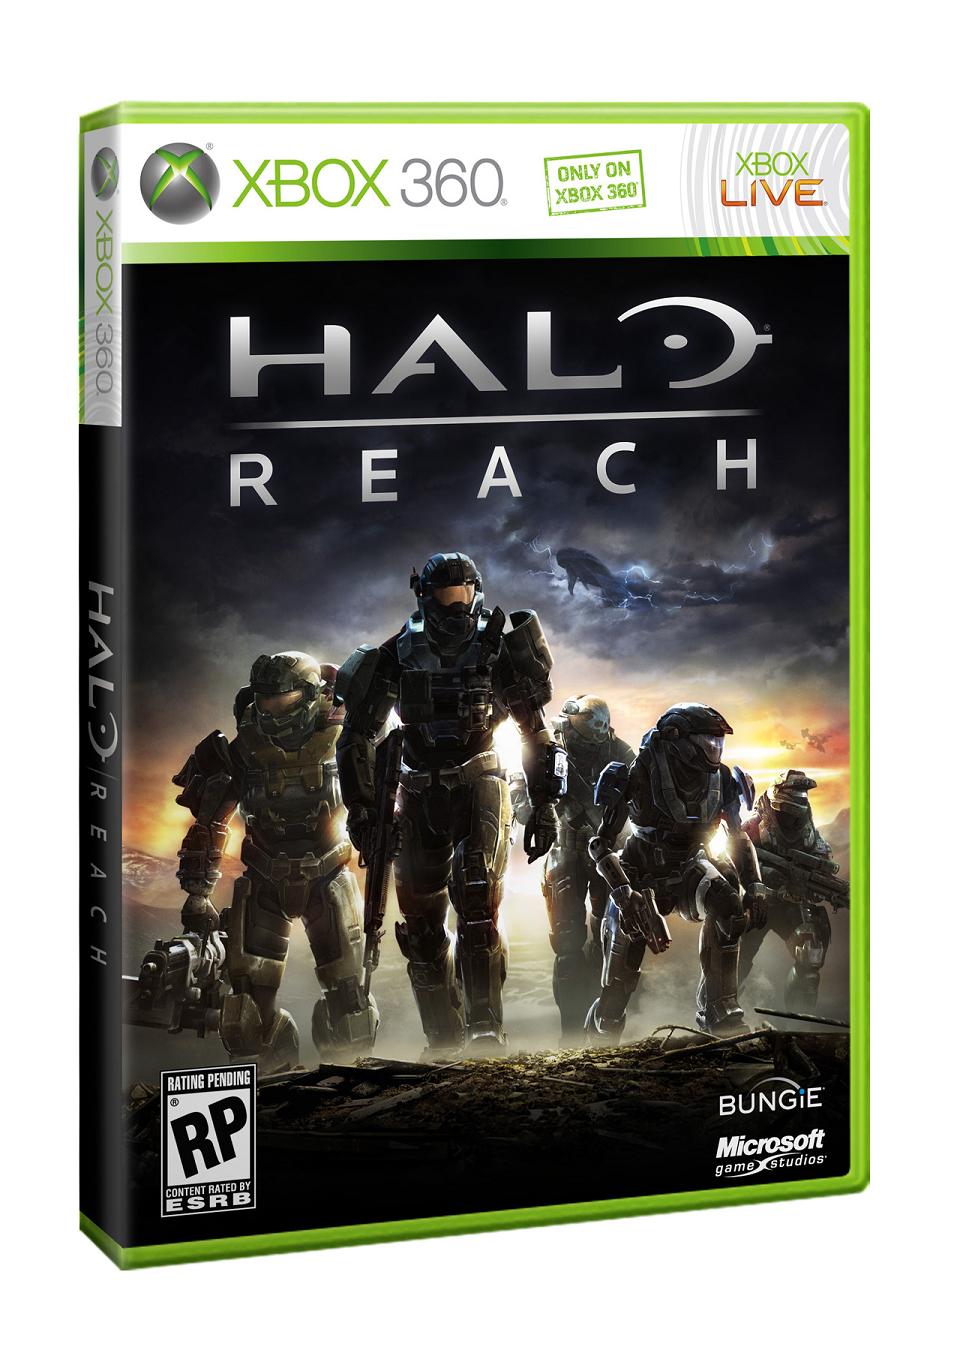 XBOX 360
ONLY ON
XBOX 360
XBOX
LIVE
HALO
REACH
RATING PENDING
RP
CONTENT RATED BY
ESRB
BUNGiE
Microsoft
game studios
XBOX 360
HALO REACH